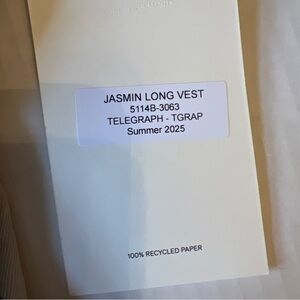 JASMIN LONG VEST
5114B-3063
TELEGRAPH - TGRAP
Summer 2025
100% RECYCLED PAPER